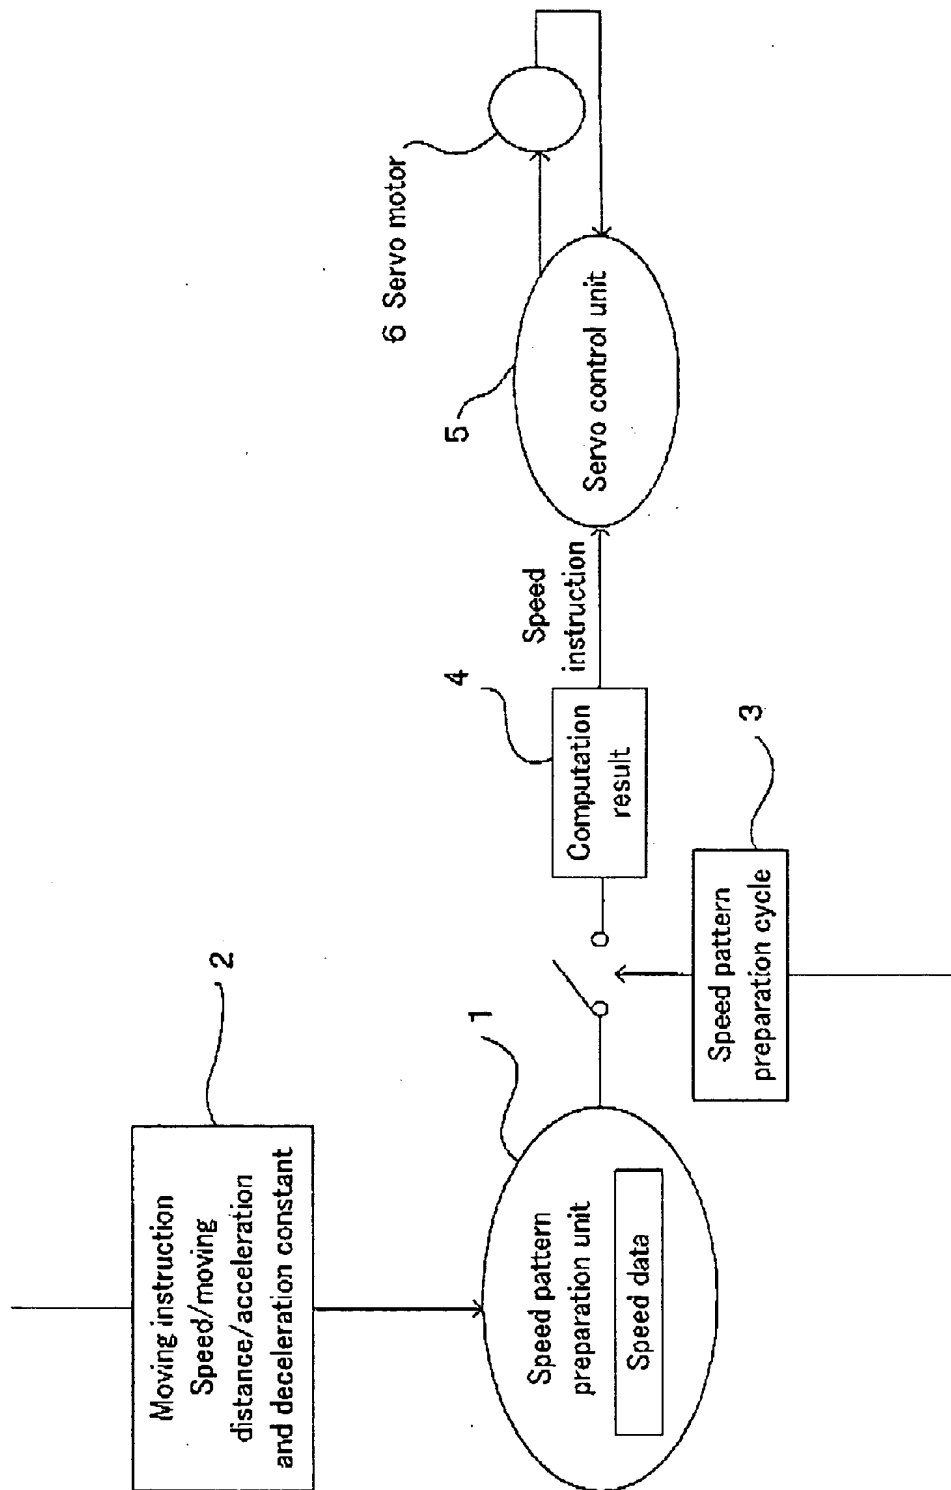 2
Moving instruction
Speed/moving
distance/acceleration
and deceleration constant
1
Speed pattern
preparation unit
Speed data
3
Speed pattern
preparation cycle
4
Computation
result
Speed
instruction
5
Servo control unit
6 Servo motor